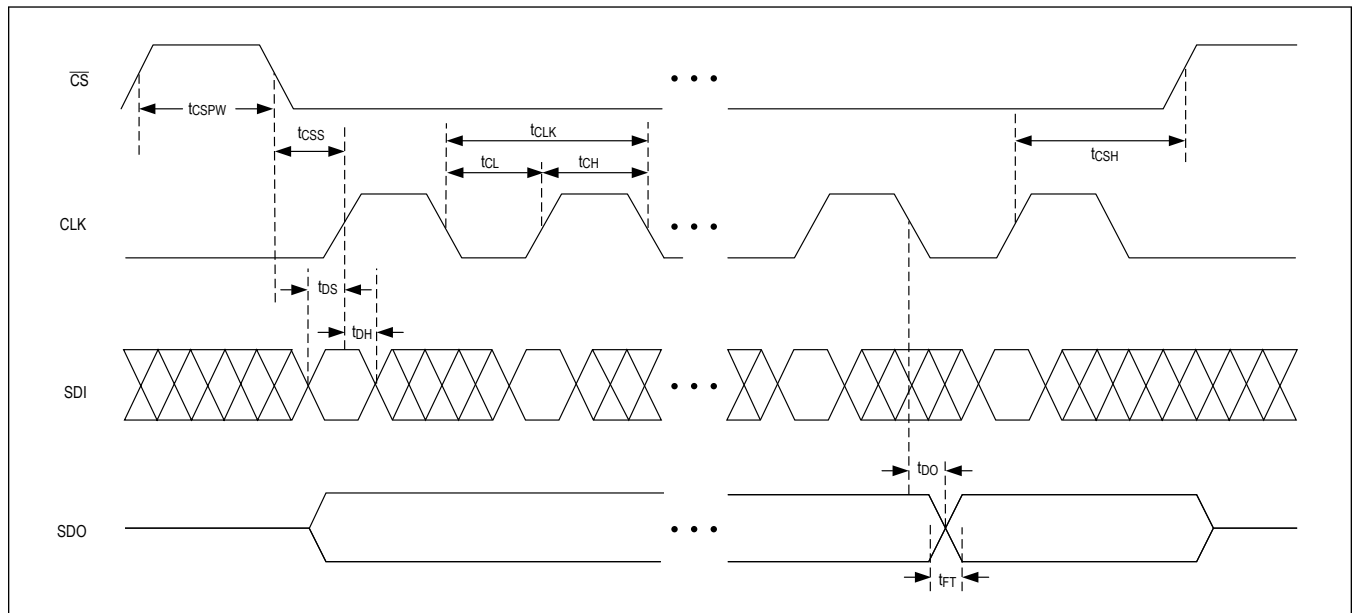 CS
tCSPW
tCSS
tCLK
tCL
tCH
tCSH
CLK
tDS
tDH
SDI
tDO
SDO
tFT